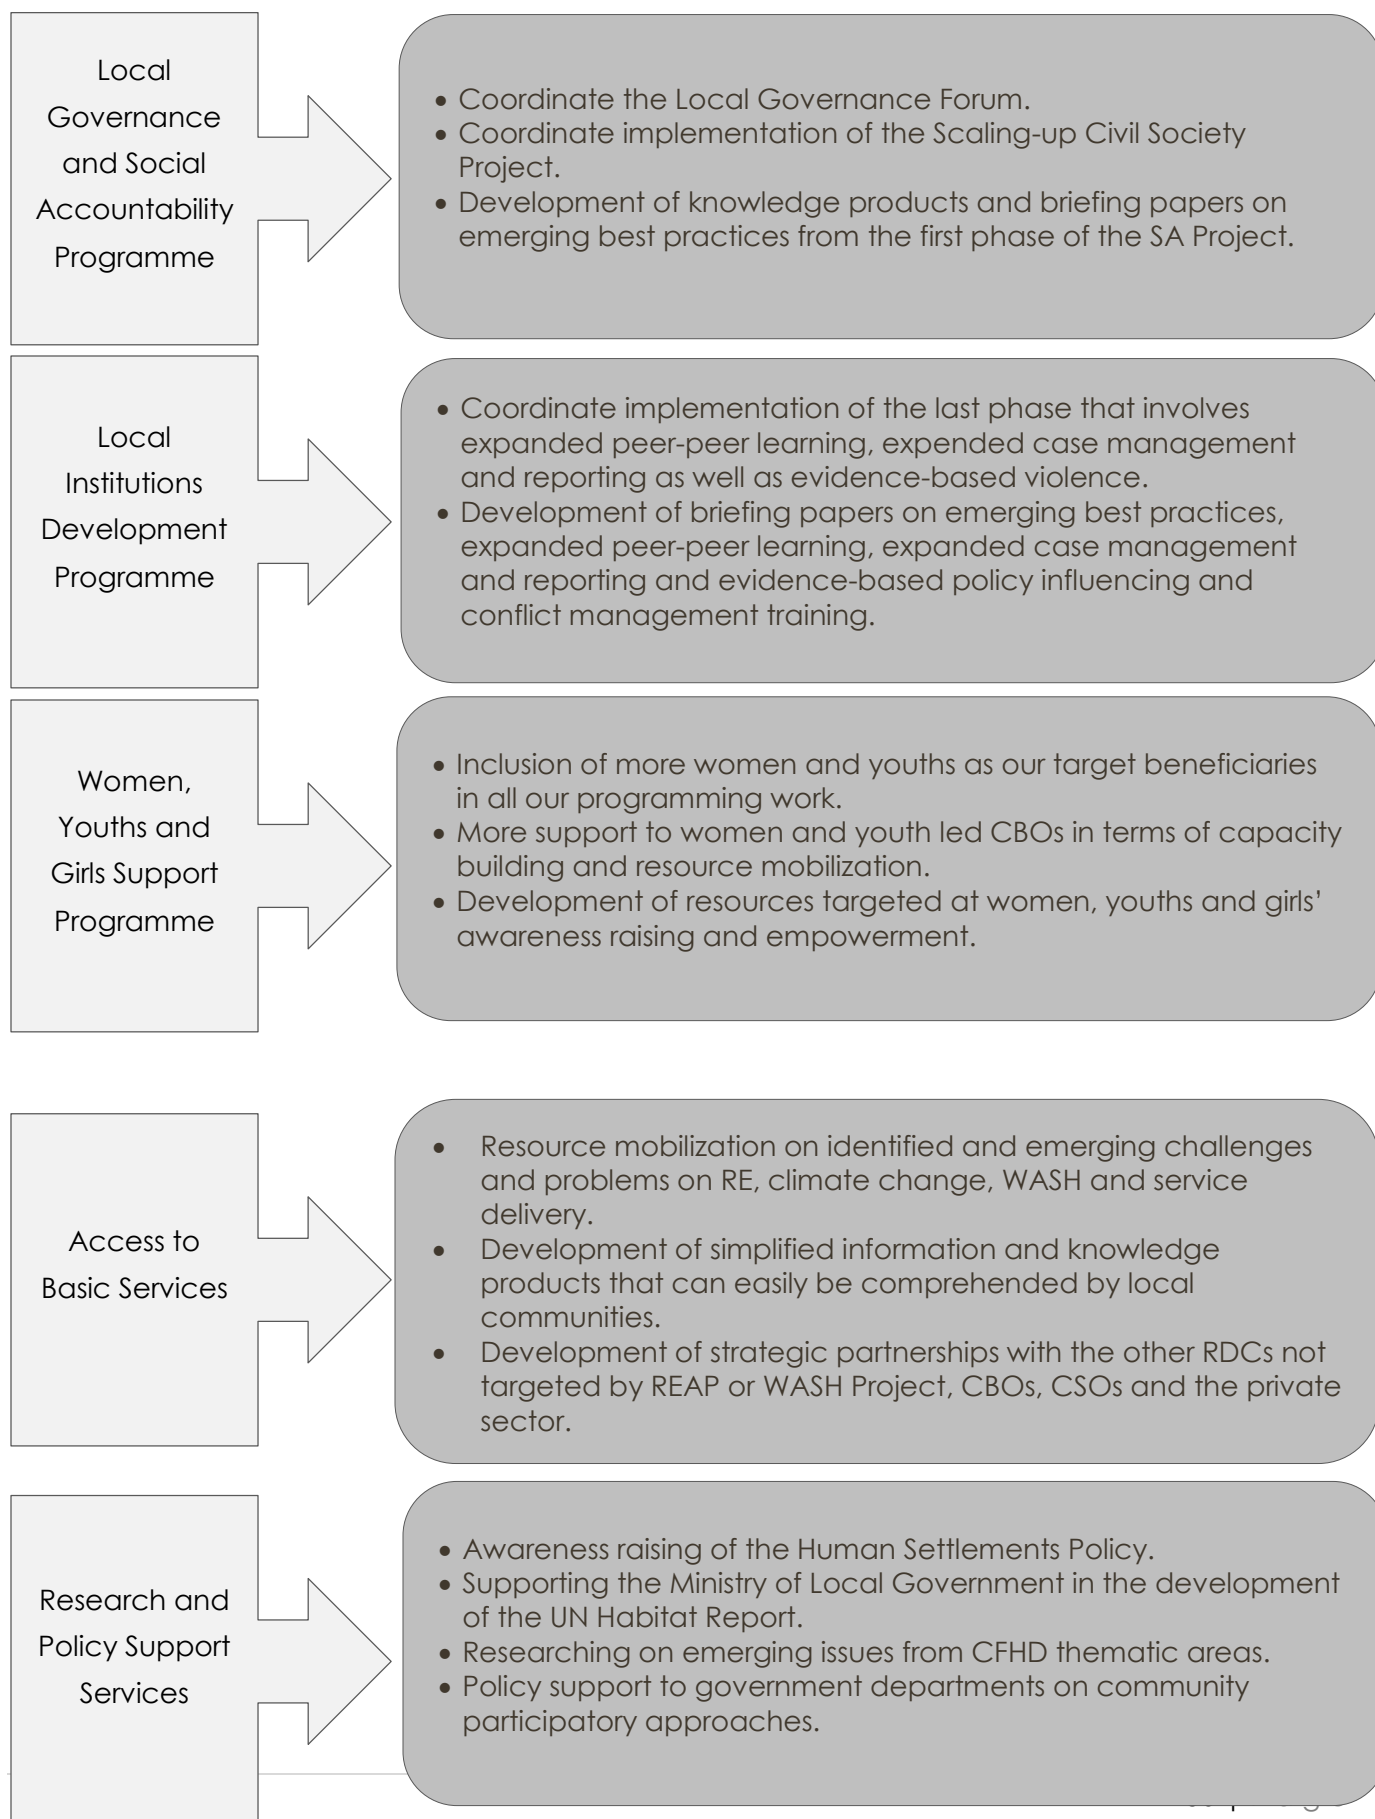 Local
Governance
and Social
Accountability
Programme
• Coordinate the Local Governance Forum.
• Coordinate implementation of the Scaling-up Civil Society
Project.
• Development of knowledge products and briefing papers on
emerging best practices from the first phase of the SA Project.
Local
Institutions
Development
Programme
• Coordinate implementation of the last phase that involves
expanded peer-peer learning, expended case management
and reporting as well as evidence-based violence.
• Development of briefing papers on emerging best practices,
expanded peer-peer learning, expanded case management
and reporting and evidence-based policy influencing and
conflict management training.
Women,
Youths and
Girls Support
Programme
• Inclusion of more women and youths as our target beneficiaries
in all our programming work.
• More support to women and youth led CBOs in terms of capacity
building and resource mobilization.
• Development of resources targeted at women, youths and girls’
awareness raising and empowerment.
Access to
Basic Services
• Resource mobilization on identified and emerging challenges
and problems on RE, climate change, WASH and service
delivery.
• Development of simplified information and knowledge
products that can easily be comprehended by local
communities.
• Development of strategic partnerships with the other RDCs not
targeted by REAP or WASH Project, CBOs, CSOs and the private
sector.
Research and
Policy Support
Services
• Awareness raising of the Human Settlements Policy.
• Supporting the Ministry of Local Government in the development
of the UN Habitat Report.
• Researching on emerging issues from CFHD thematic areas.
• Policy support to government departments on community
participatory approaches.